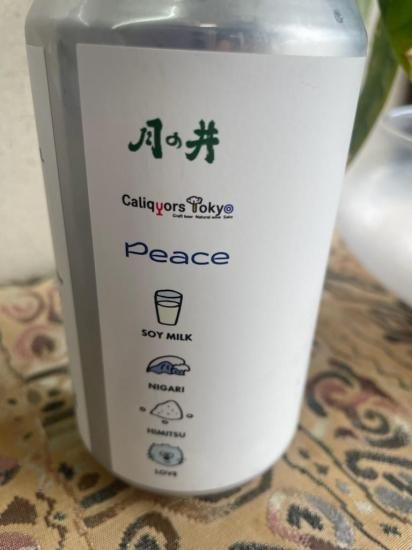 月の井
Caliquors Tokyo
Craft beer Natural wine Sake
Peace
SOY MILK
NIGARI
HIMITSU
LOVE